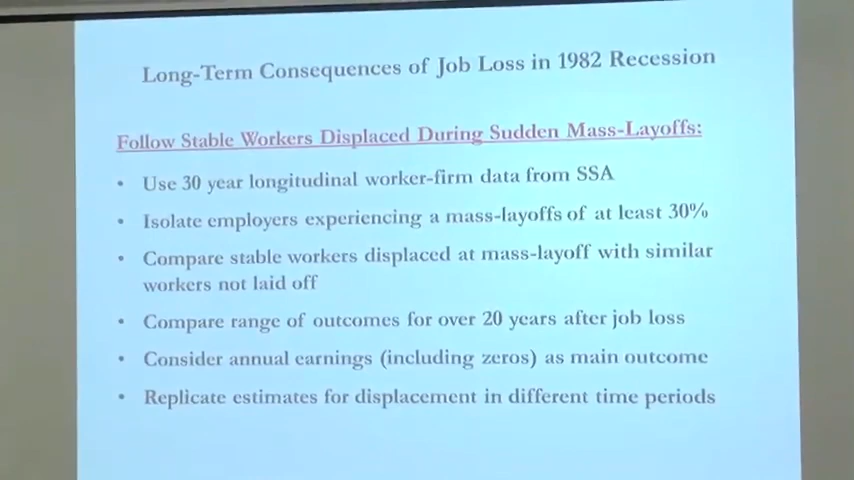 Long-Term Consequences of Job Loss in 1982 Recession
Follow Stable Workers Displaced During Sudden Mass-Layoffs:
• Use 30 year longitudinal worker-firm data from SSA
• Isolate employers experiencing a mass-layoffs of at least 30%
• Compare stable workers displaced at mass-layoff with similar
workers not laid off
• Compare range of outcomes for over 20 years after job loss
• Consider annual earnings (including zeros) as main outcome
• Replicate estimates for displacement in different time periods